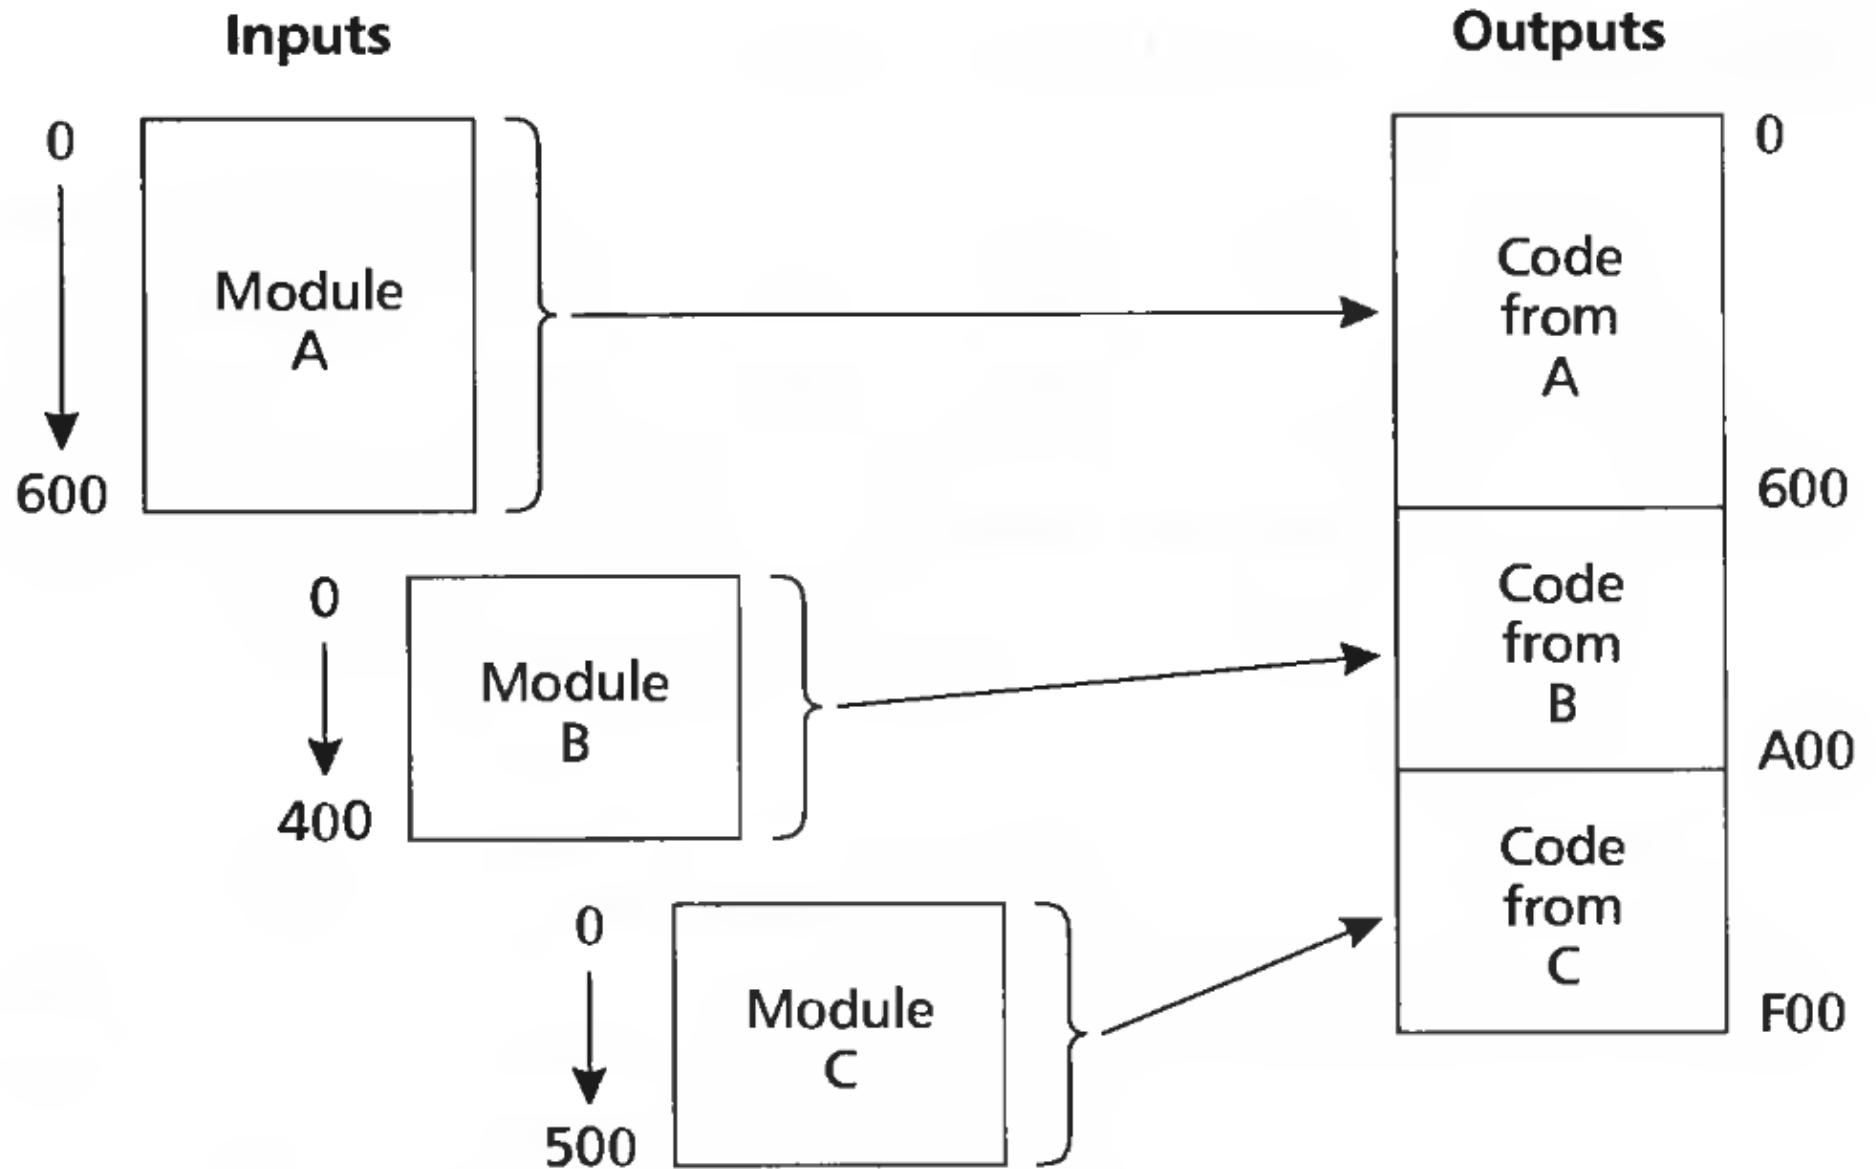 Inputs
Outputs
0
600
Module
A
0
400
Module
B
0
500
Module
C
0
Code
from
A
600
Code
from
B
A00
Code
from
C
F00